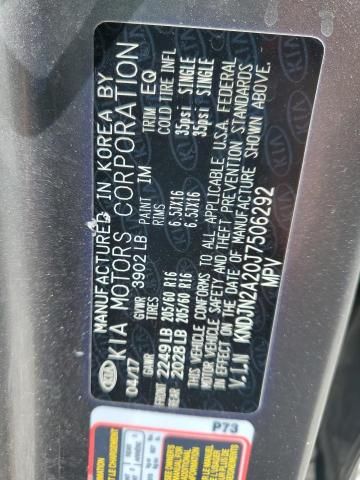 MANUFACTURED IN KOREA BY
KIA KIA MOTORS CORPORATION
04/17 GVWR 3902 LB PAINT 1M TRIM EQ
GAWR TIRES RIMS COLD TIRE INFL
FRONT 2249LB 205/60 R16 6.5JX16 35psi SINGLE
REAR 2028LB 205/60 R16 6.5JX16 35psi SINGLE
THIS VEHICLE CONFORMS TO ALL APPLICABLE U.S.A. FEDERAL
MOTOR VEHICLE SAFETY AND THEFT PREVENTION STANDARDS
IN EFFECT ON THE DATE OF MANUFACTURE SHOWN ABOVE.
V.I.N KNDJN2A20J7506292
MPV
P73